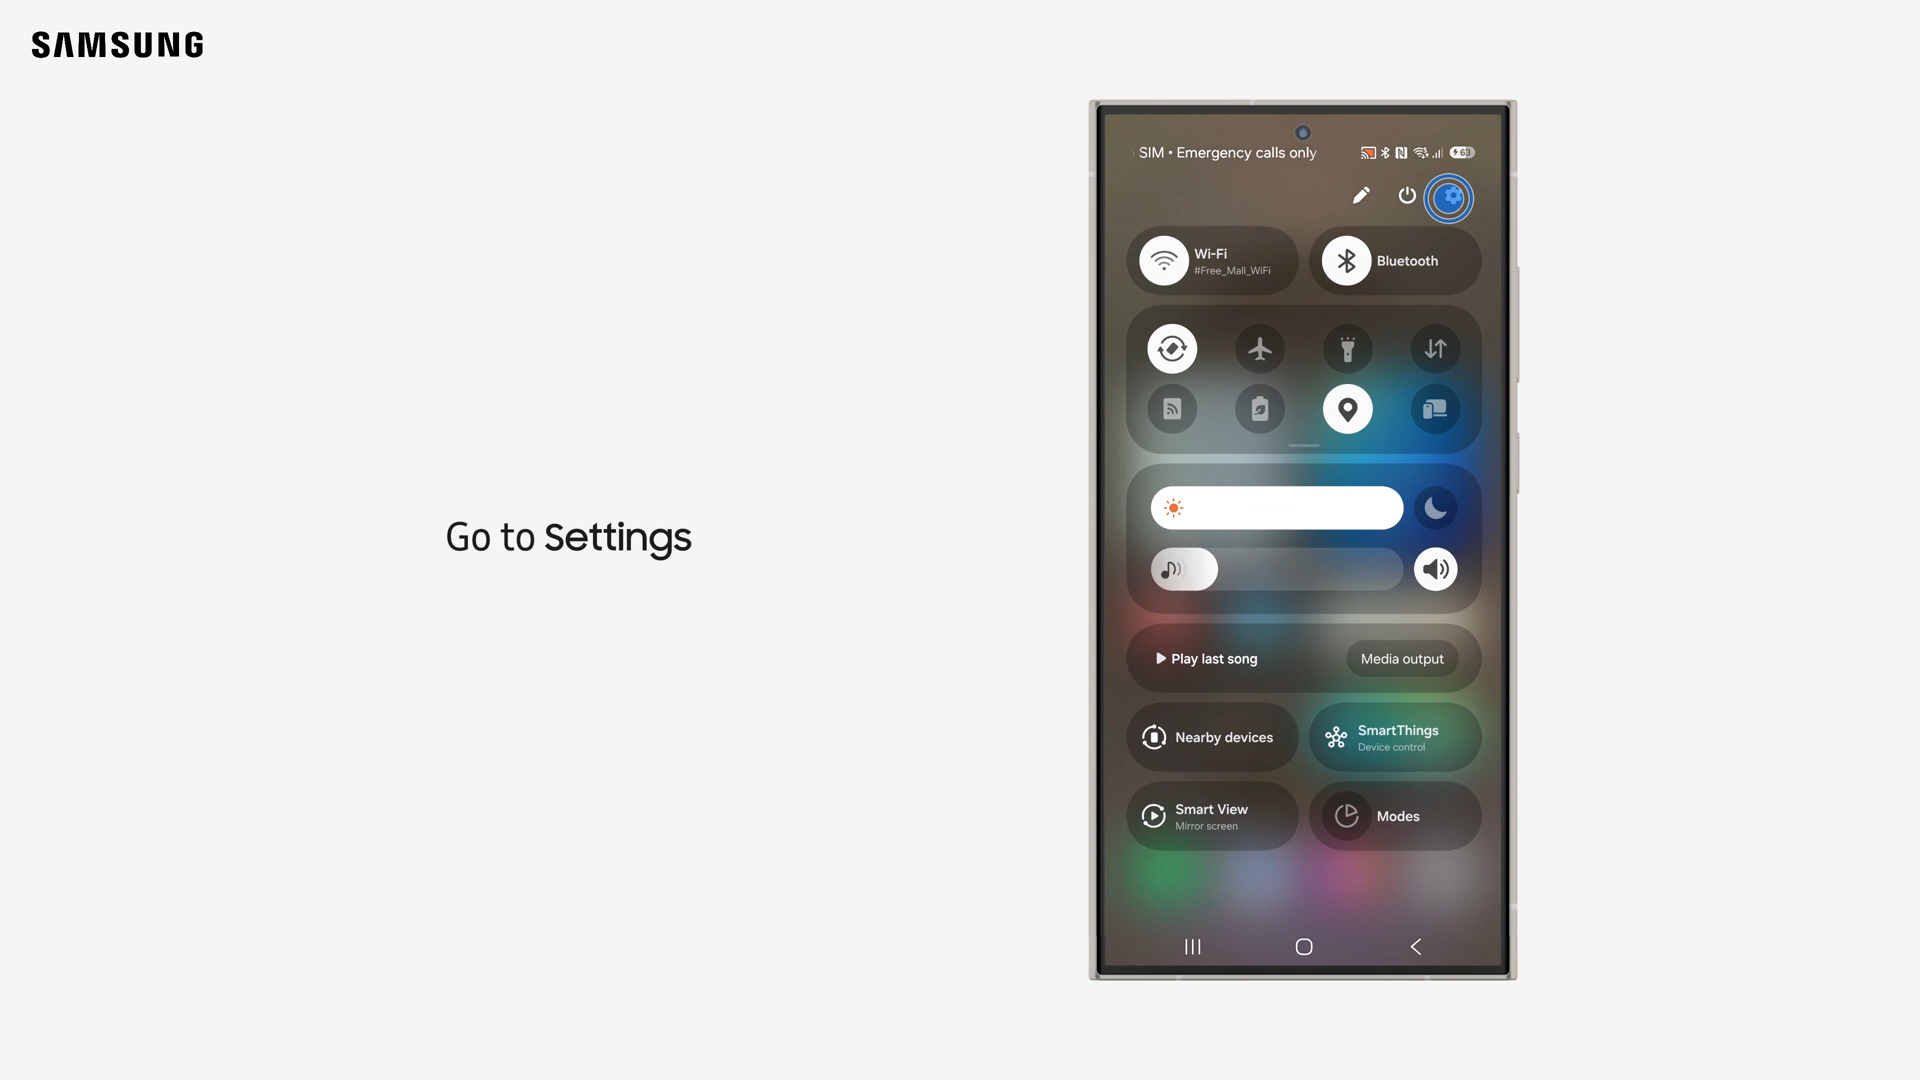 SAMSUNG
SIM • Emergency calls only
63
Wi-Fi
#Free_Mall_WiFi
Bluetooth
Go to Settings
Play last song
Media output
Nearby devices
SmartThings
Device control
Smart View
Mirror screen
Modes